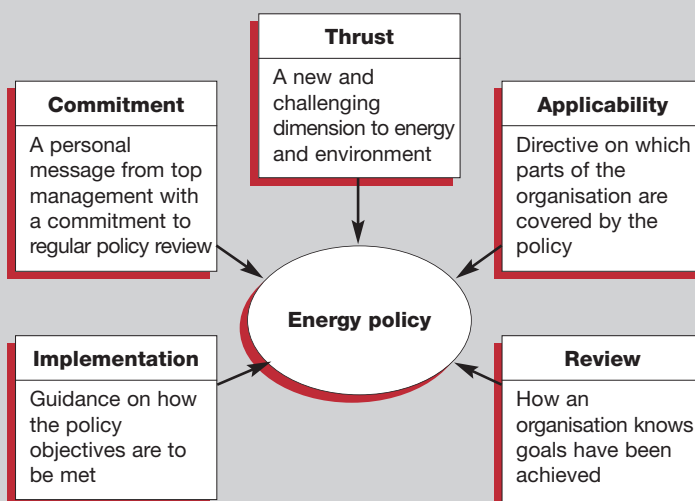 Thrust
A new and
challenging
dimension to energy
and environment
Commitment
A personal
message from top
management with
a commitment to
regular policy review
Applicability
Directive on which
parts of the
organisation are
covered by the
policy
Energy policy
Implementation
Guidance on how
the policy
objectives are to
be met
Review
How an
organisation knows
goals have been
achieved